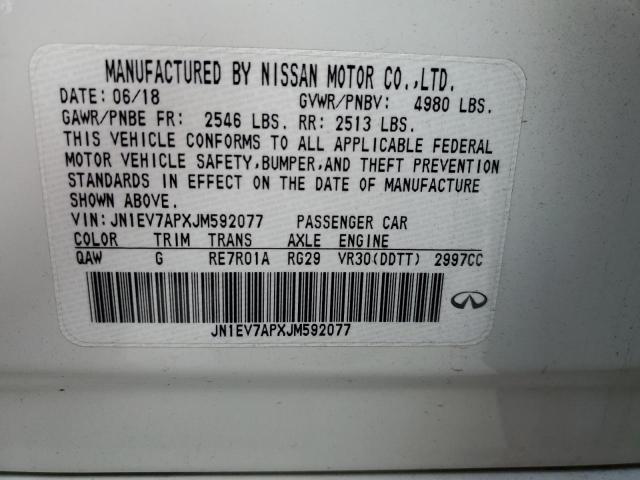 MANUFACTURED BY NISSAN MOTOR CO.,LTD.
DATE: 06/18 GVWR/PNBV: 4980 LBS.
GAWR/PNBE FR: 2546 LBS. RR: 2513 LBS.
THIS VEHICLE CONFORMS TO ALL APPLICABLE FEDERAL
MOTOR VEHICLE SAFETY,BUMPER,AND THEFT PREVENTION
STANDARDS IN EFFECT ON THE DATE OF MANUFACTURE
SHOWN ABOVE.
VIN: JN1EV7APXJM592077 PASSENGER CAR
COLOR TRIM TRANS AXLE ENGINE
QAW G RE7R01A RG29 VR30(DDTT) 2997CC
JN1EV7APXJM592077